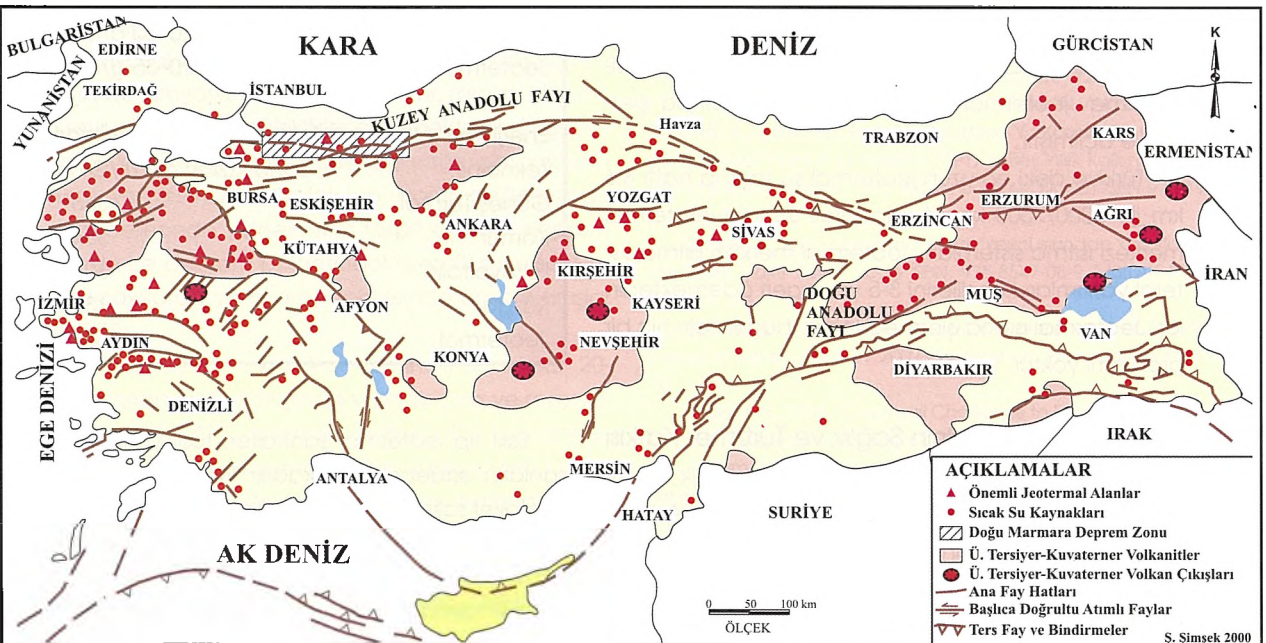 BULGARİSTAN
YUNANİSTAN
EDİRNE
TEKİRDAĞ
İSTANBUL
KARA
DENİZ
KUZEY ANADOLU FAYI
Havza
TRABZON
GÜRCİSTAN
K
KARS
ERMENİSTAN
BURSA
ESKİŞEHİR
KÜTAHYA
ANKARA
YOZGAT
SİVAS
ERZİNCAN
ERZURUM
AĞRI
İRAN
KIRŞEHİR
KAYSERİ
NEVŞEHİR
DOĞU
ANADOLU
FAYI
MUŞ
VAN
İZMİR
AYDIN
AFYON
KONYA
DENİZLİ
DİYARBAKIR
EGE DENİZİ
ANTALYA
MERSİN
HATAY
SURİYE
IRAK
AK DENİZ
0 50 100 km
ÖLÇEK
AÇIKLAMALAR
Önemli Jeotermal Alanlar
Sıcak Su Kaynakları
Doğu Marmara Deprem Zonu
Ü. Tersiyer-Kuvaterner Volkanitler
Ü. Tersiyer-Kuvaterner Volkan Çıkışları
Ana Fay Hatları
Başlıca Doğrultu Atımlı Faylar
Ters Fay ve Bindirmeler
S. Şimşek 2000